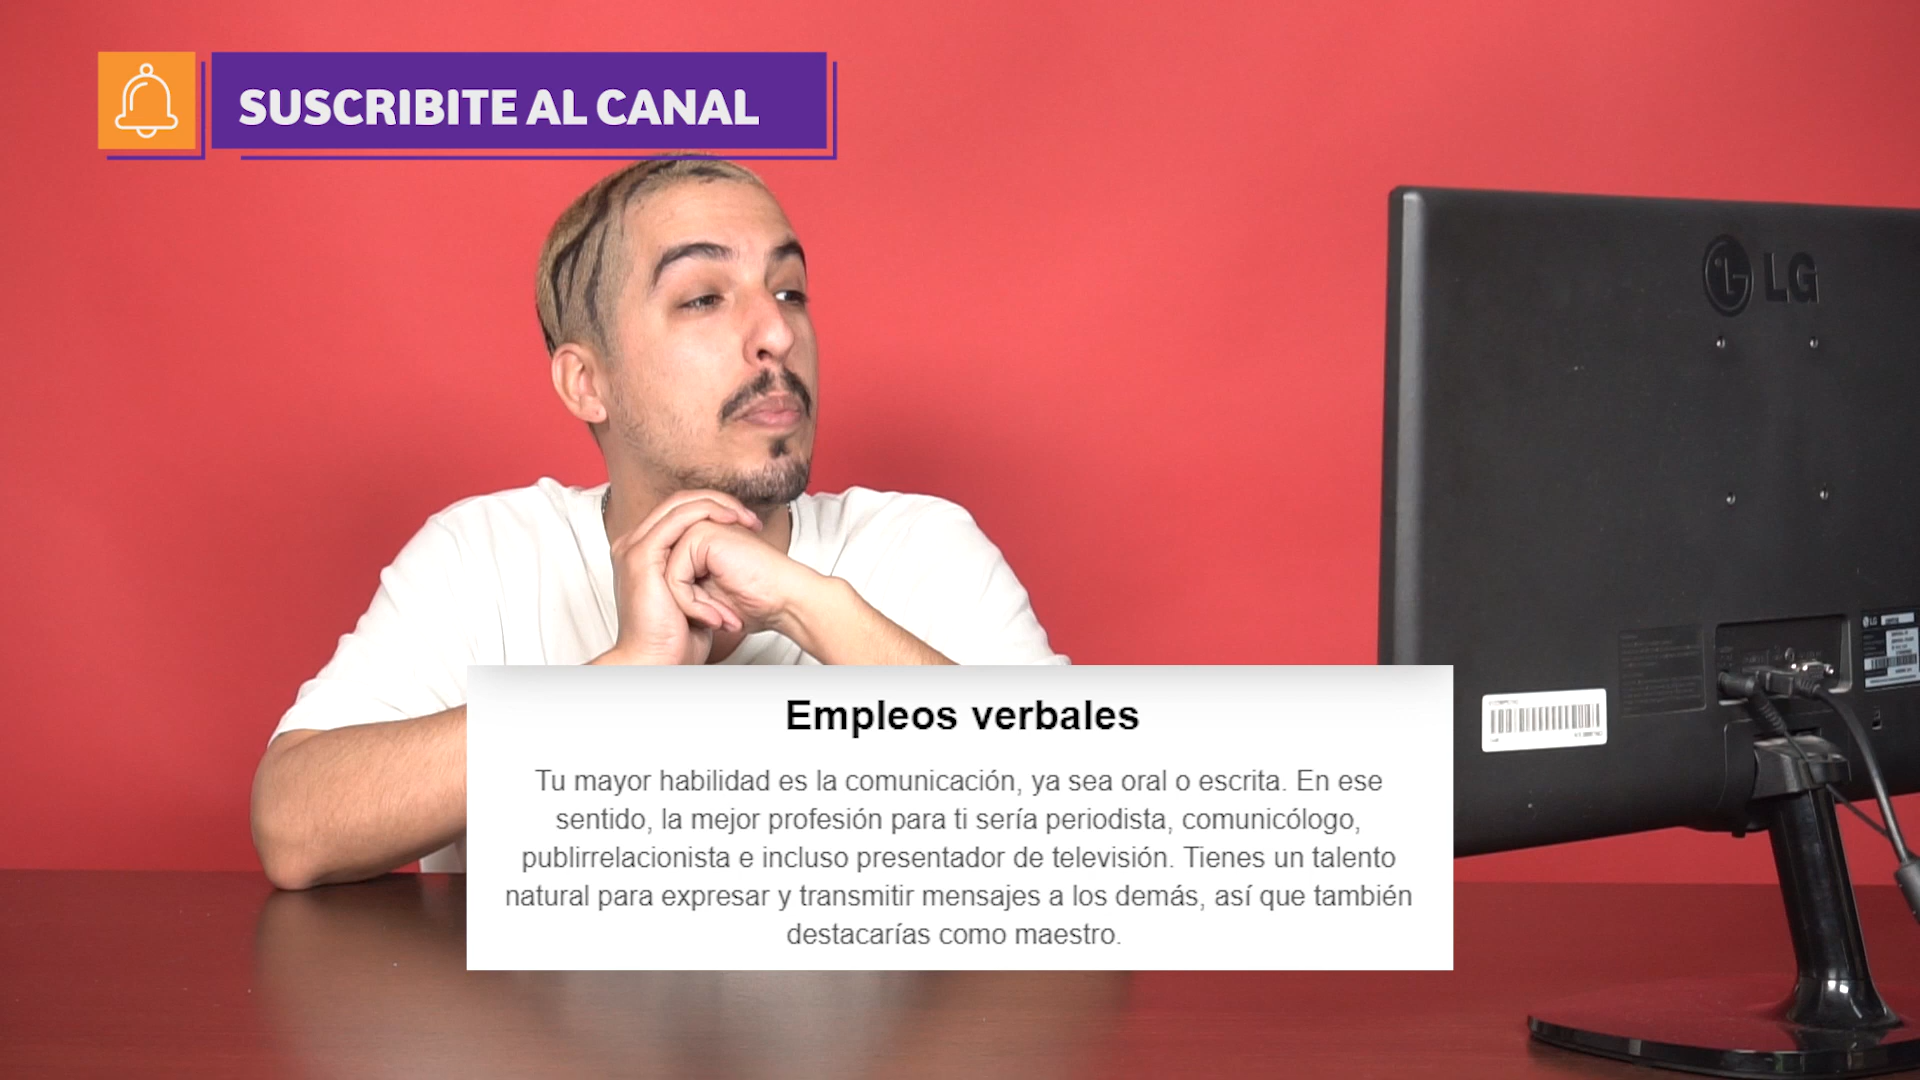 SUSCRIBITE AL CANAL
LG
Empleos verbales
Tu mayor habilidad es la comunicación, ya sea oral o escrita. En ese
sentido, la mejor profesión para ti sería periodista, comunicólogo,
publirrelacionista e incluso presentador de televisión. Tienes un talento
natural para expresar y transmitir mensajes a los demás, así que también
destacarías como maestro.